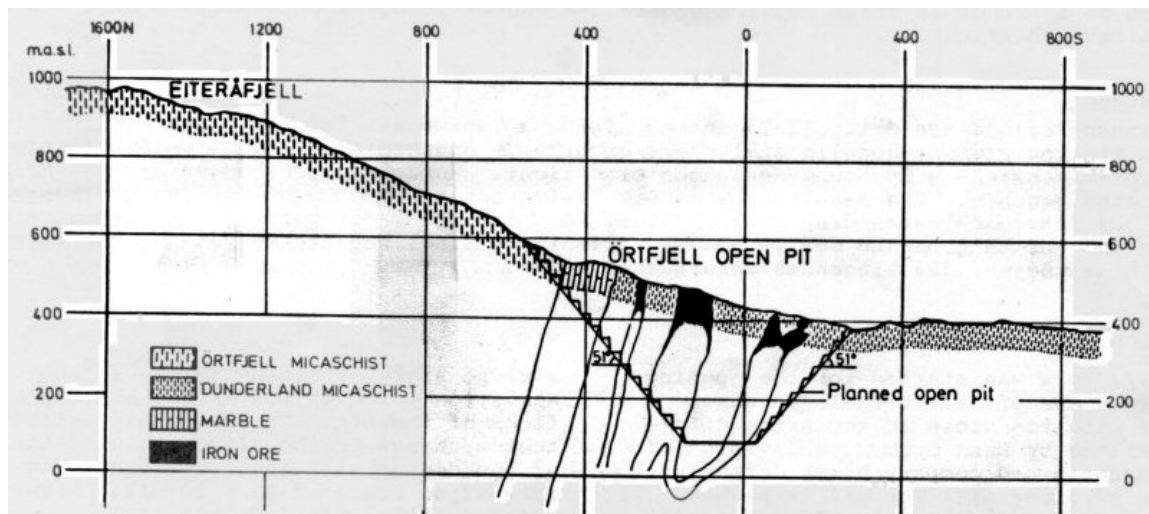 1600N 1200 800 400 0 400 800S
m.a.s.l.
1000 1000
EITERÅFJELL
800 800
600 600
ÖRTFJELL OPEN PIT
400 400
51° 51°
200 Planned open pit 200
0 0
ÖRTFJELL MICASCHIST
DUNDERLAND MICASCHIST
MARBLE
IRON ORE